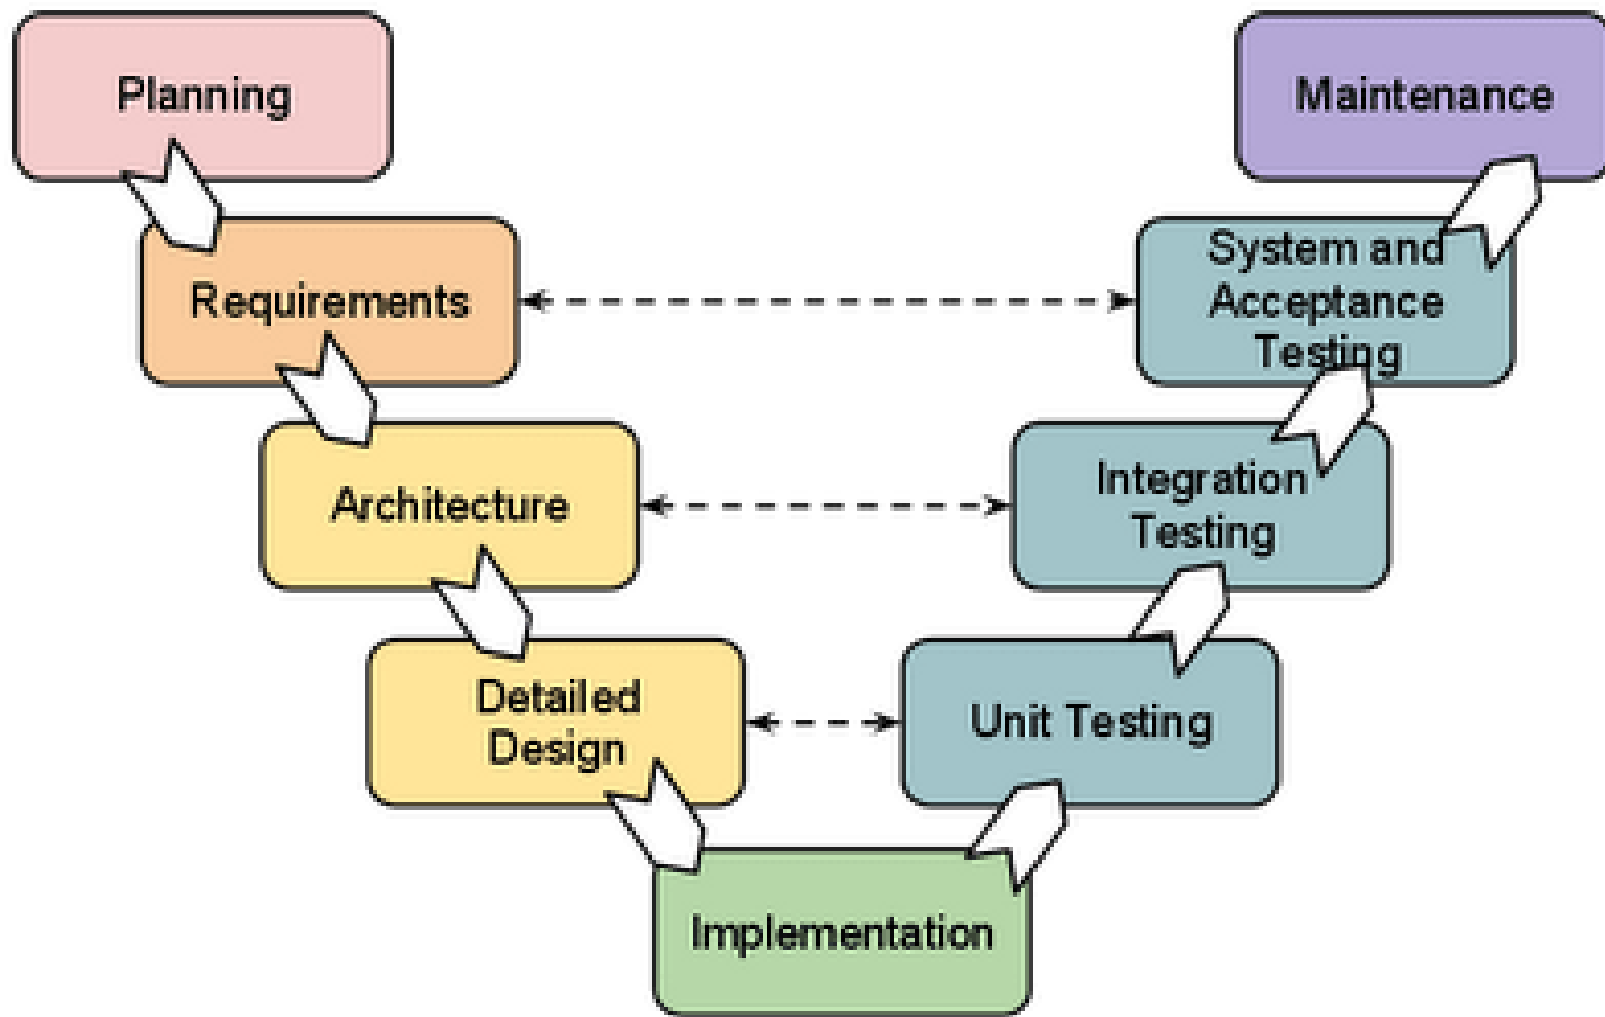 Planning
Maintenance
Requirements
System and
Acceptance
Testing
Architecture
Integration
Testing
Detailed
Design
Unit Testing
Implementation